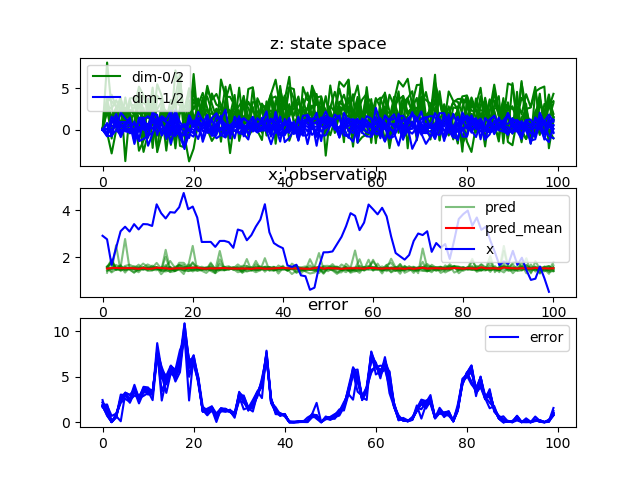 z: state space
5
0
dim-0/2
dim-1/2
0 20 40 60 80 100
x: observation
4
2
pred
pred_mean
x
0 20 40 60 80 100
error
10
5
0
error
0 20 40 60 80 100